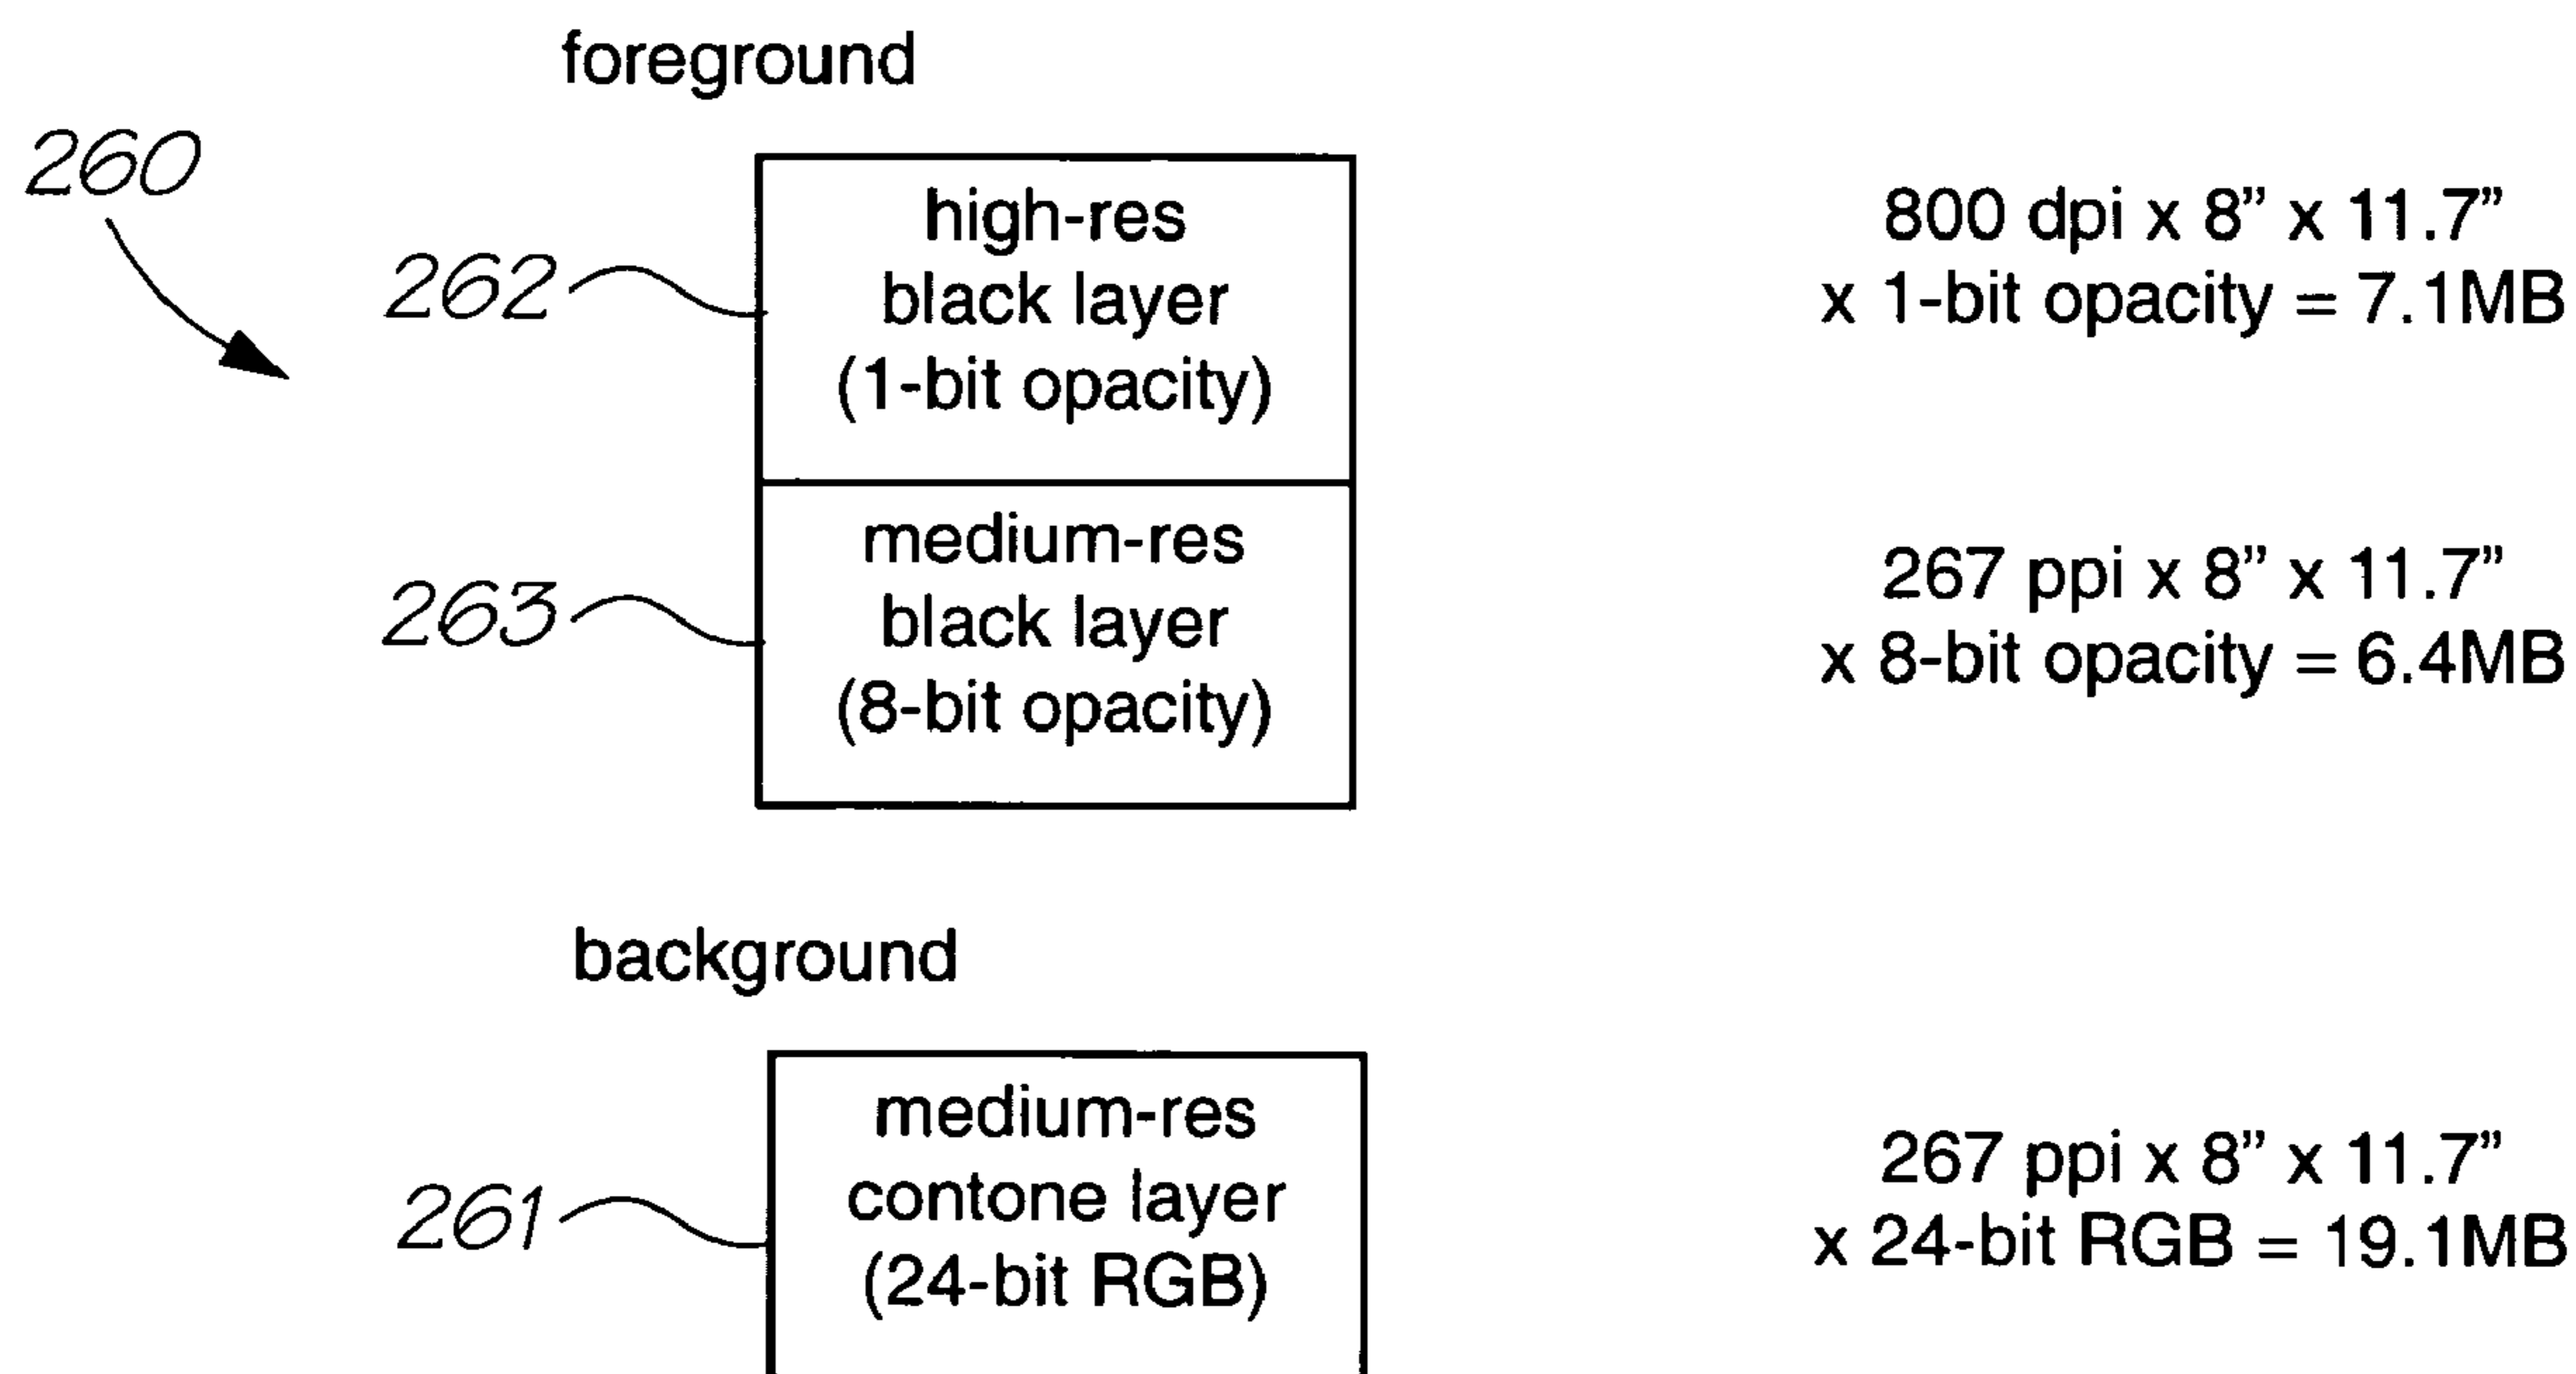 foreground
260
262
high-res
black layer
(1-bit opacity)
800 dpi x 8” x 11.7”
x 1-bit opacity = 7.1MB
263
medium-res
black layer
(8-bit opacity)
267 ppi x 8” x 11.7”
x 8-bit opacity = 6.4MB
background
261
medium-res
contone layer
(24-bit RGB)
267 ppi x 8” x 11.7”
x 24-bit RGB = 19.1MB